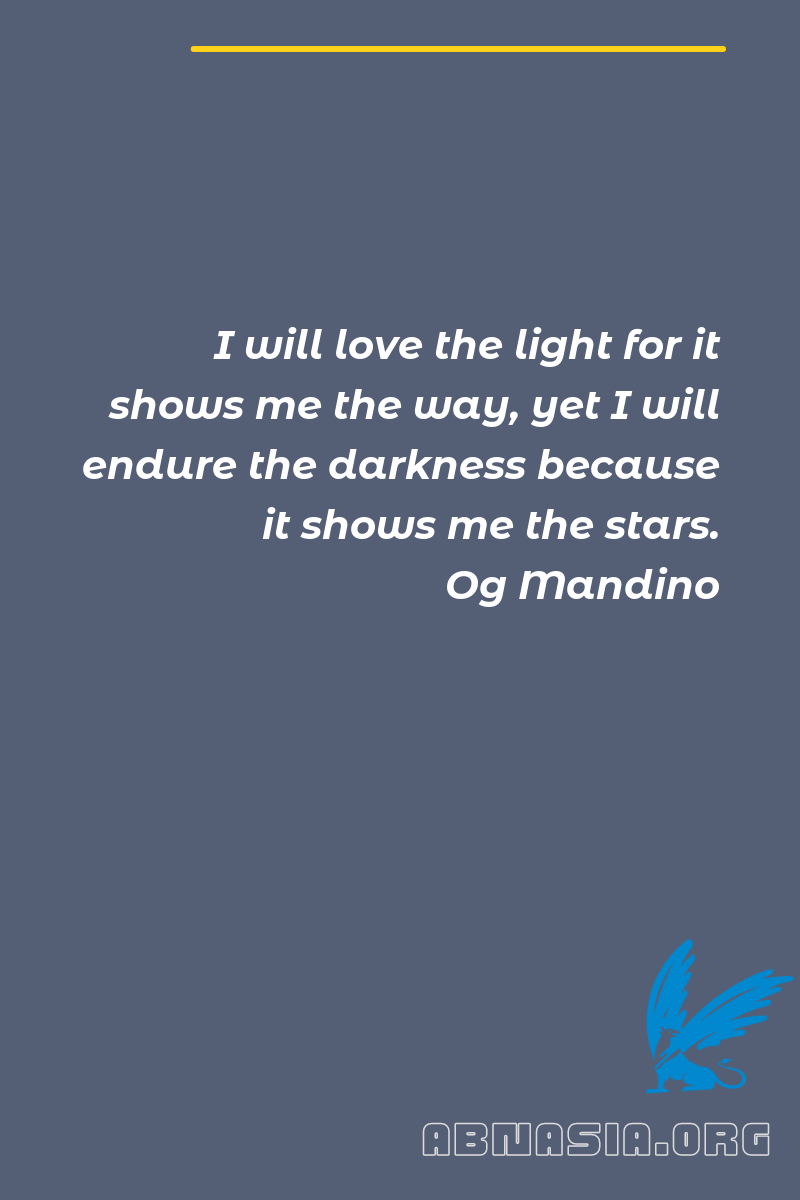 I will love the light for it
shows me the way, yet I will
endure the darkness because
it shows me the stars.
Og Mandino
ABNASIA.ORG